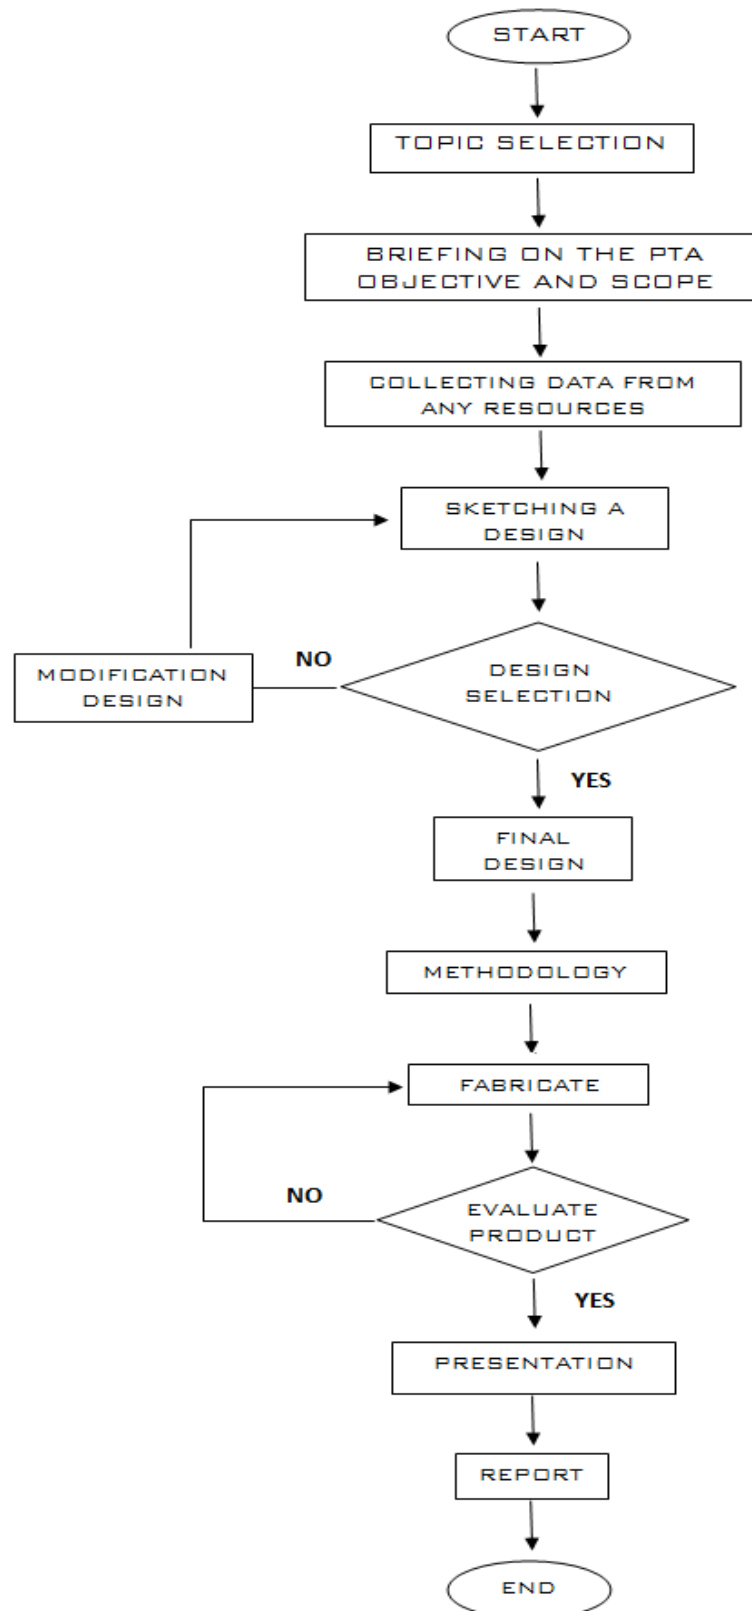 START
TOPIC SELECTION
BRIEFING ON THE PTA
OBJECTIVE AND SCOPE
COLLECTING DATA FROM
ANY RESOURCES
SKETCHING A
DESIGN
NO
MODIFICATION
DESIGN
DESIGN
SELECTION
YES
FINAL
DESIGN
METHODOLOGY
FABRICATE
NO
EVALUATE
PRODUCT
YES
PRESENTATION
REPORT
END